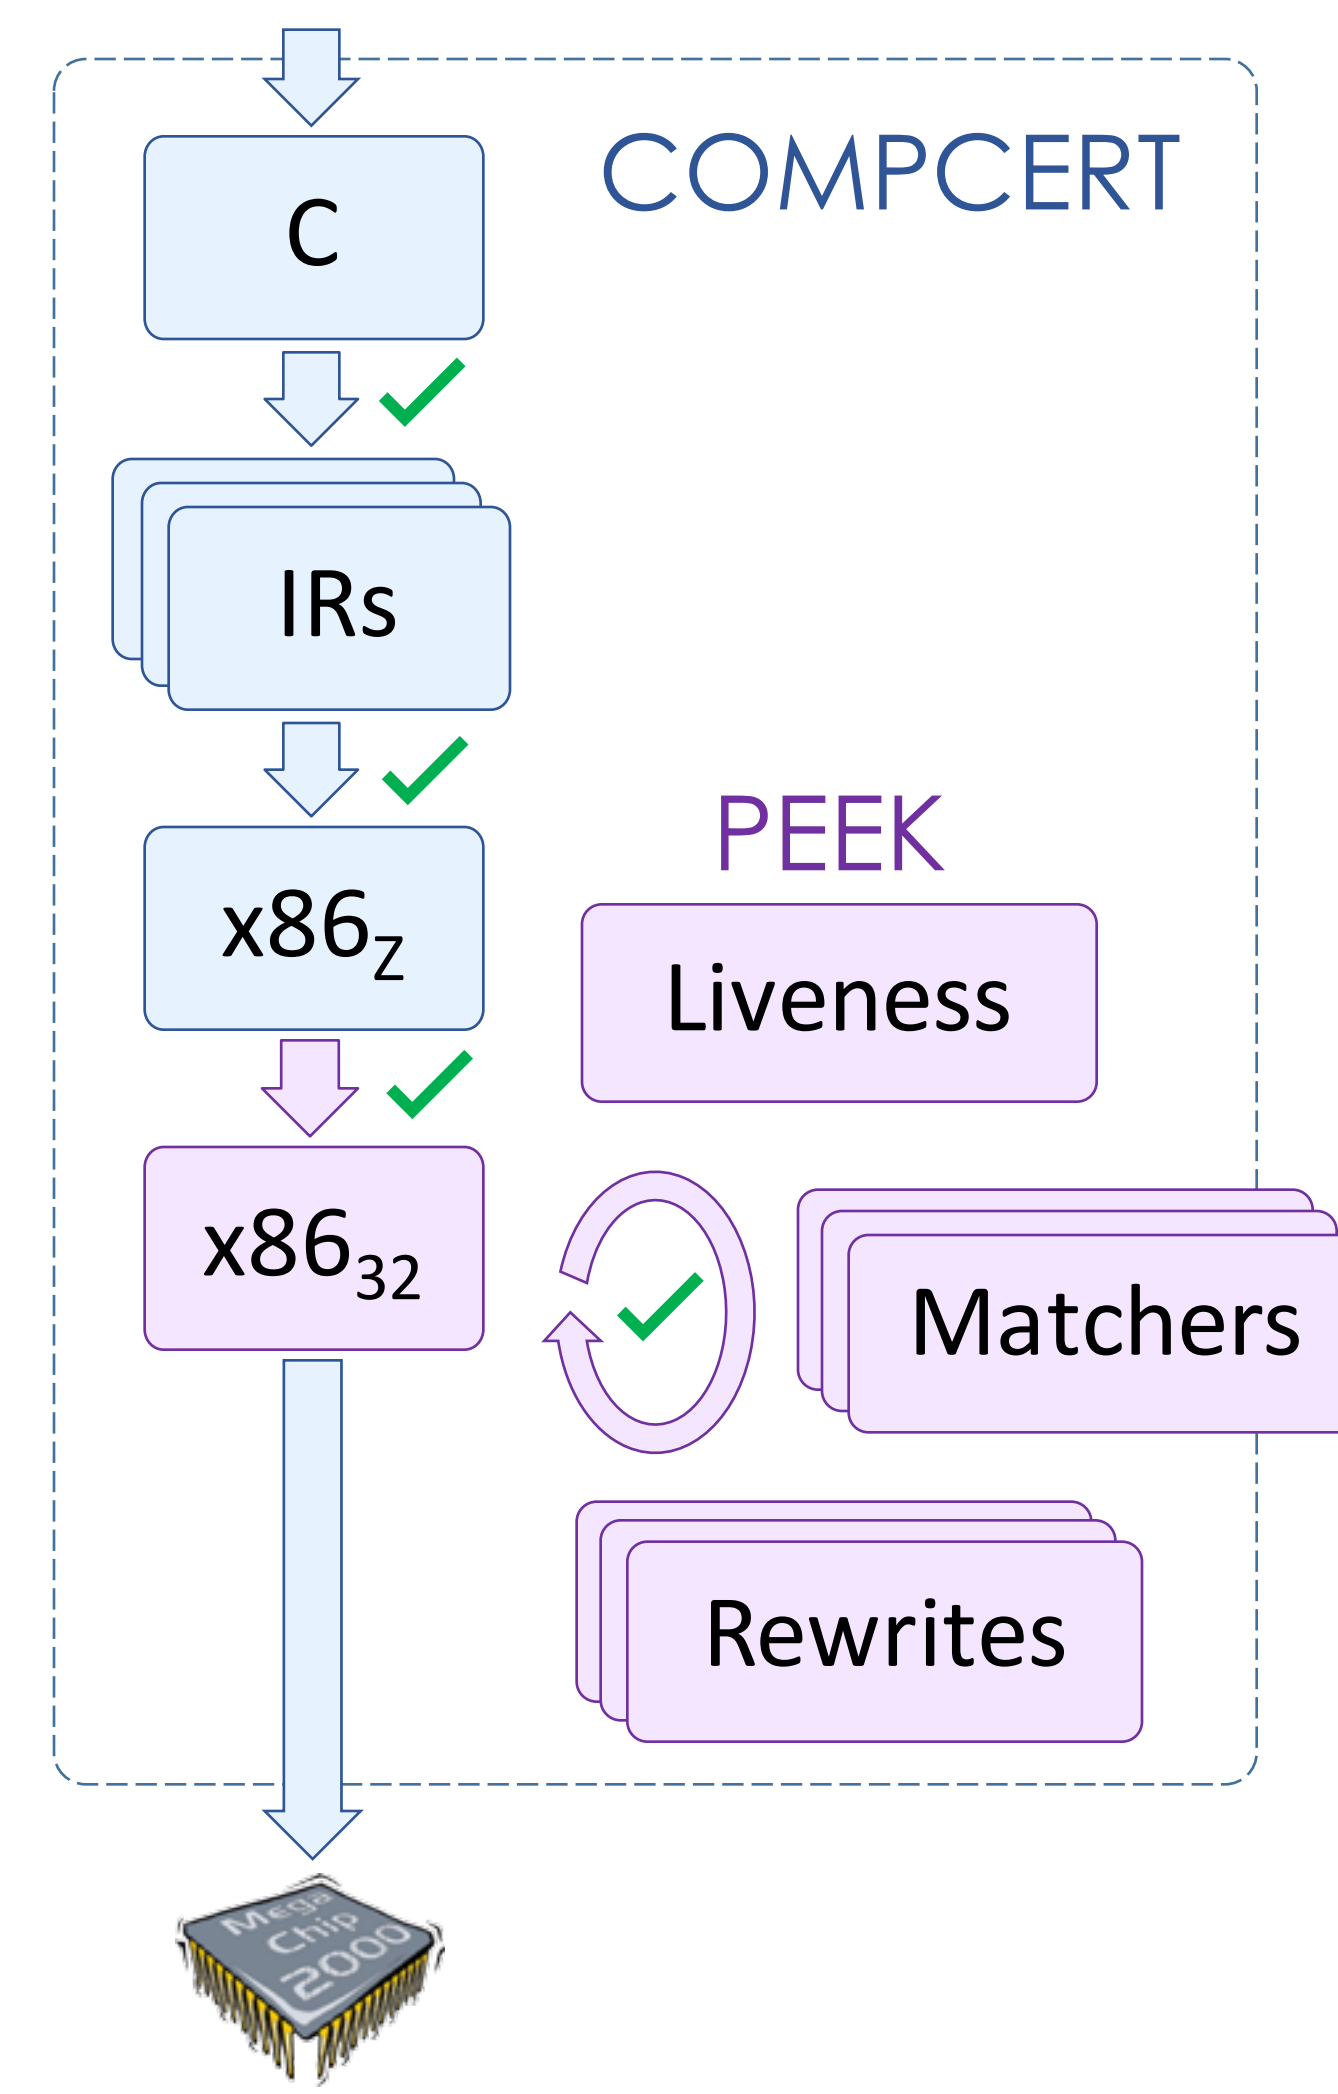 COMPCERT
C
IRs
PEEK
x86Z
Liveness
x8632
Matchers
Rewrites
Mega
Chip
2000